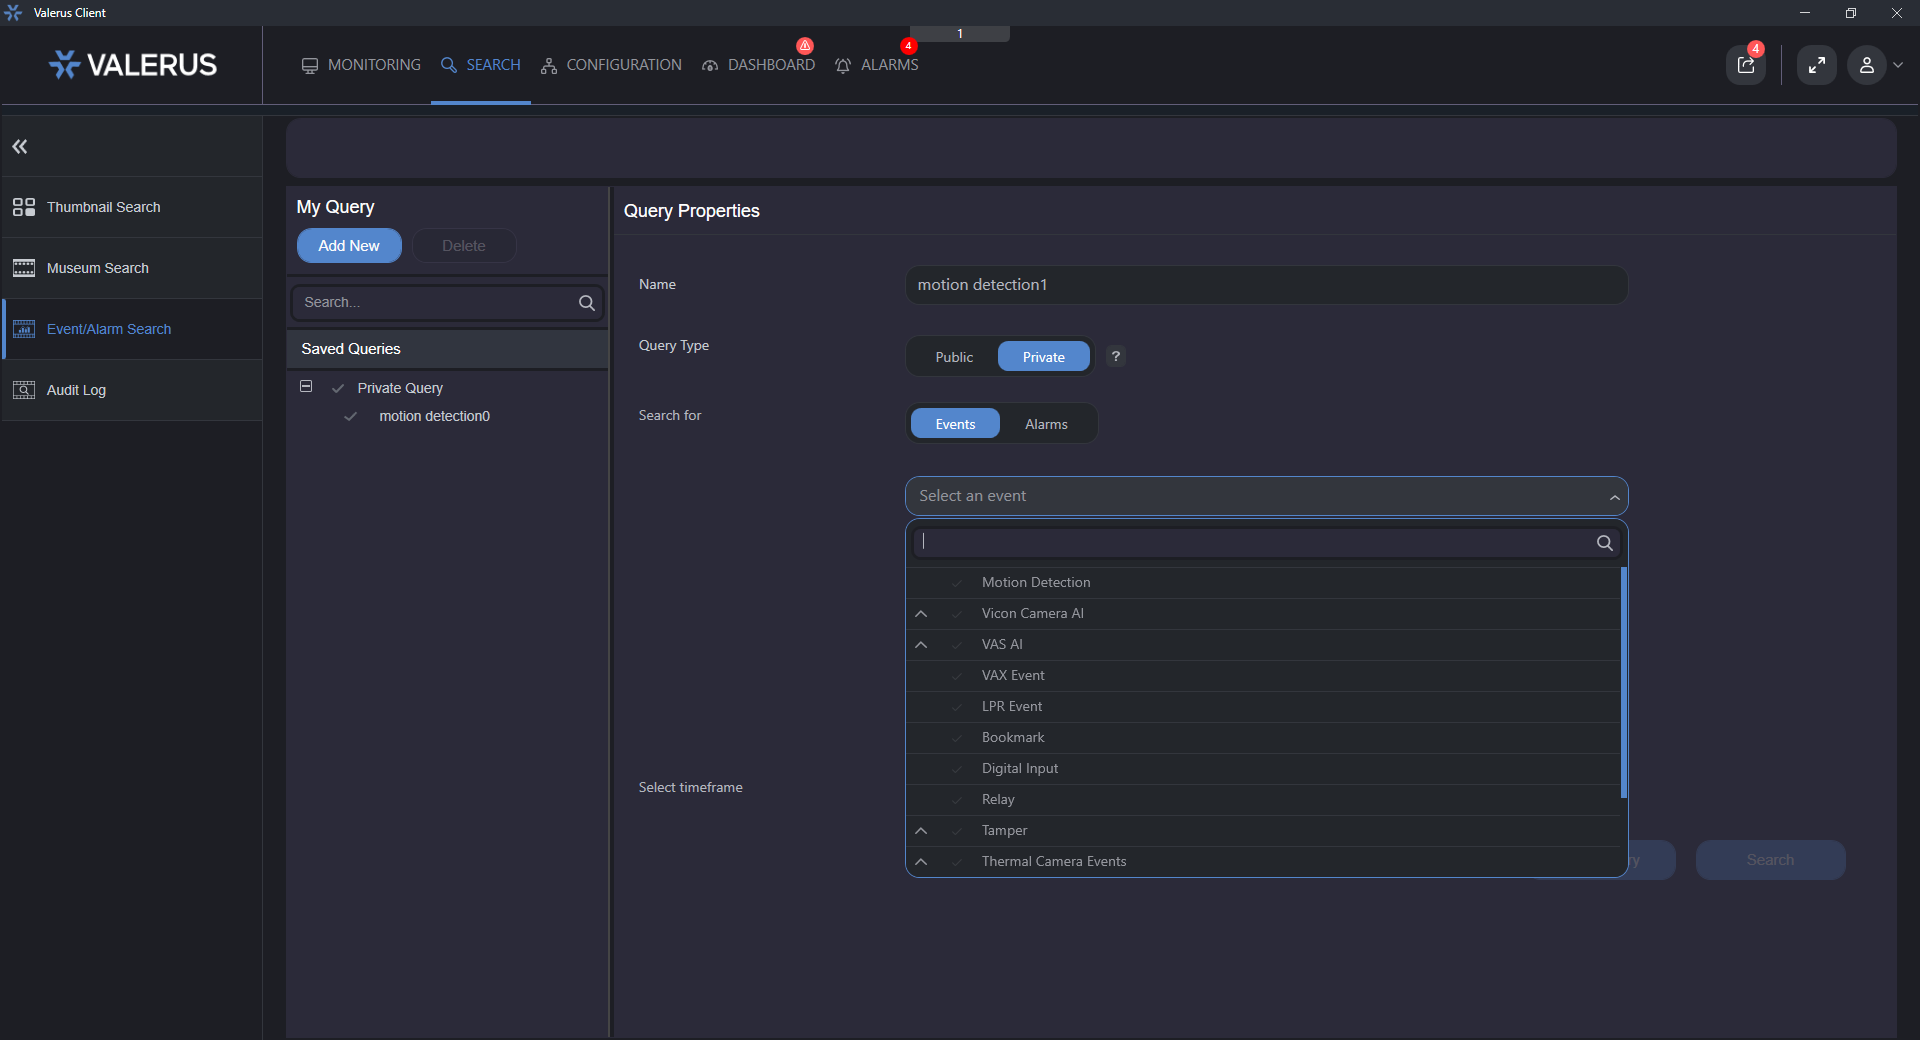 Valerus Client
1
VALERUS
MONITORING
SEARCH
CONFIGURATION
DASHBOARD
4
ALARMS
4
Thumbnail Search
Museum Search
Event/Alarm Search
Audit Log
My Query
Add New
Delete
Search...
Saved Queries
Private Query
motion detection0
Query Properties
Name
motion detection1
Query Type
Public
Private
?
Search for
Events
Alarms
Select an event
Motion Detection
Vicon Camera AI
VAS AI
VAX Event
LPR Event
Bookmark
Digital Input
Relay
Tamper
Thermal Camera Events
Select timeframe
Search